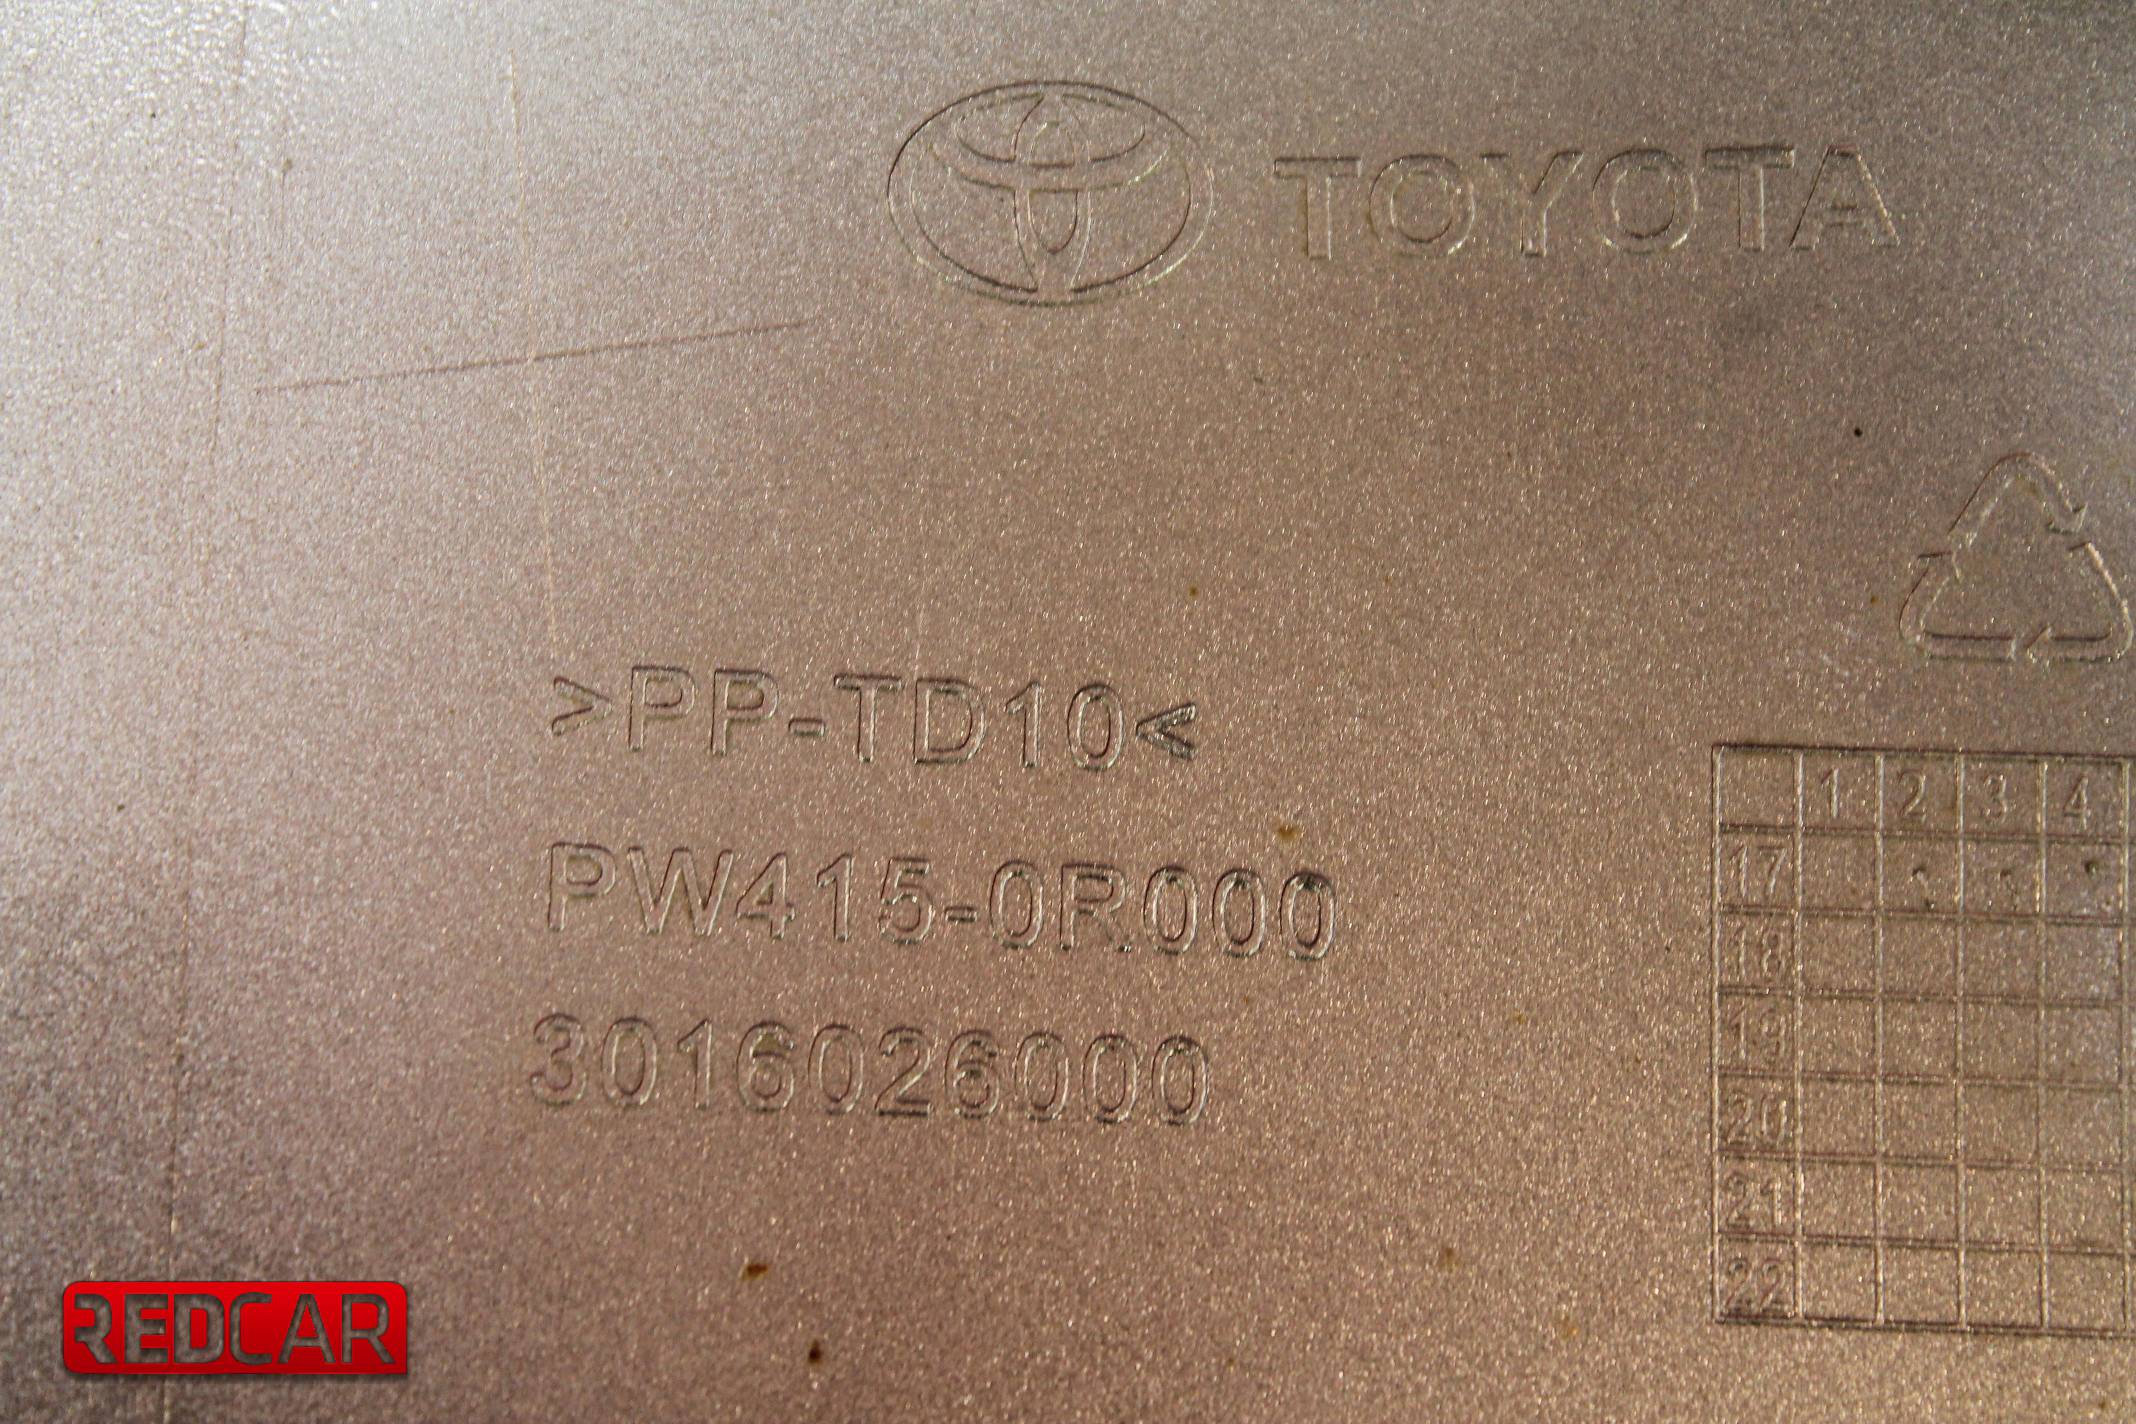 TOYOTA
>PP-TD10<
PW415-0R000
3016026000
1 2 3 4
17
18
19
20
21
22
REDCAR